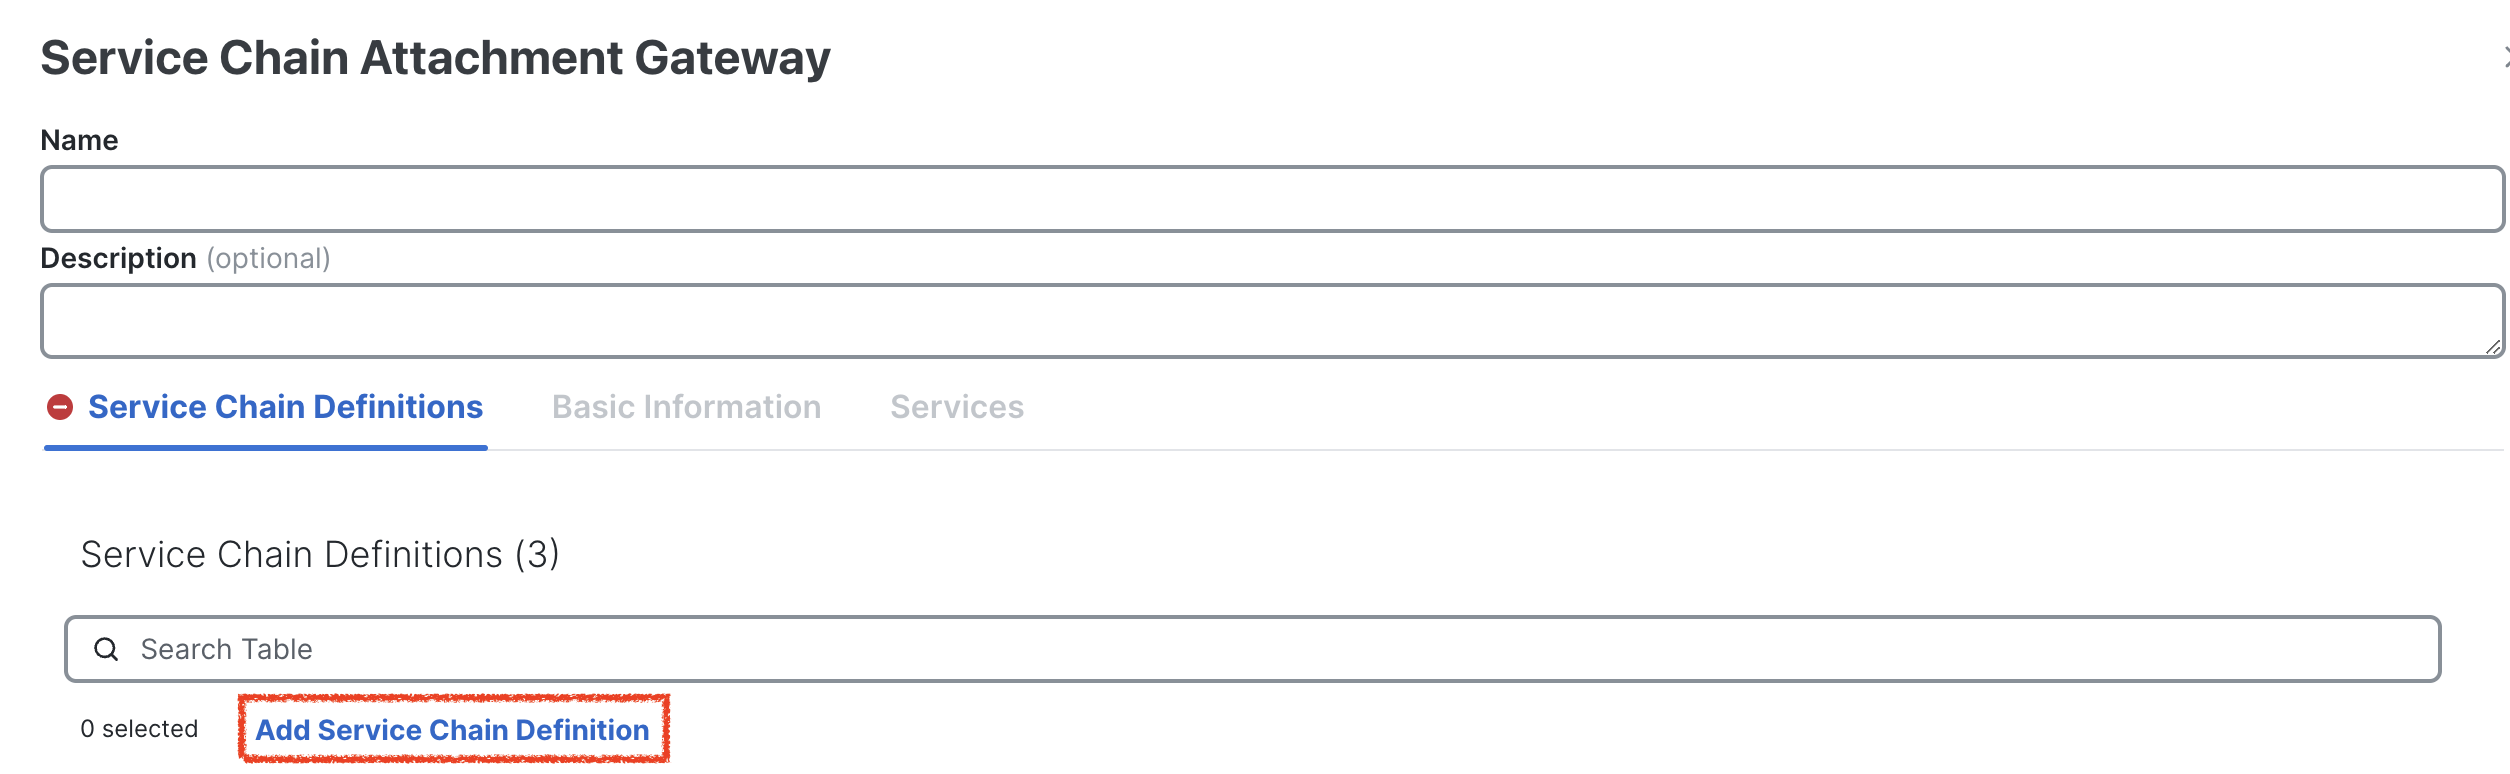 Service Chain Attachment Gateway
Name
Description (optional)
Service Chain Definitions Basic Information Services
Service Chain Definitions (3)
Search Table
0 selected Add Service Chain Definition